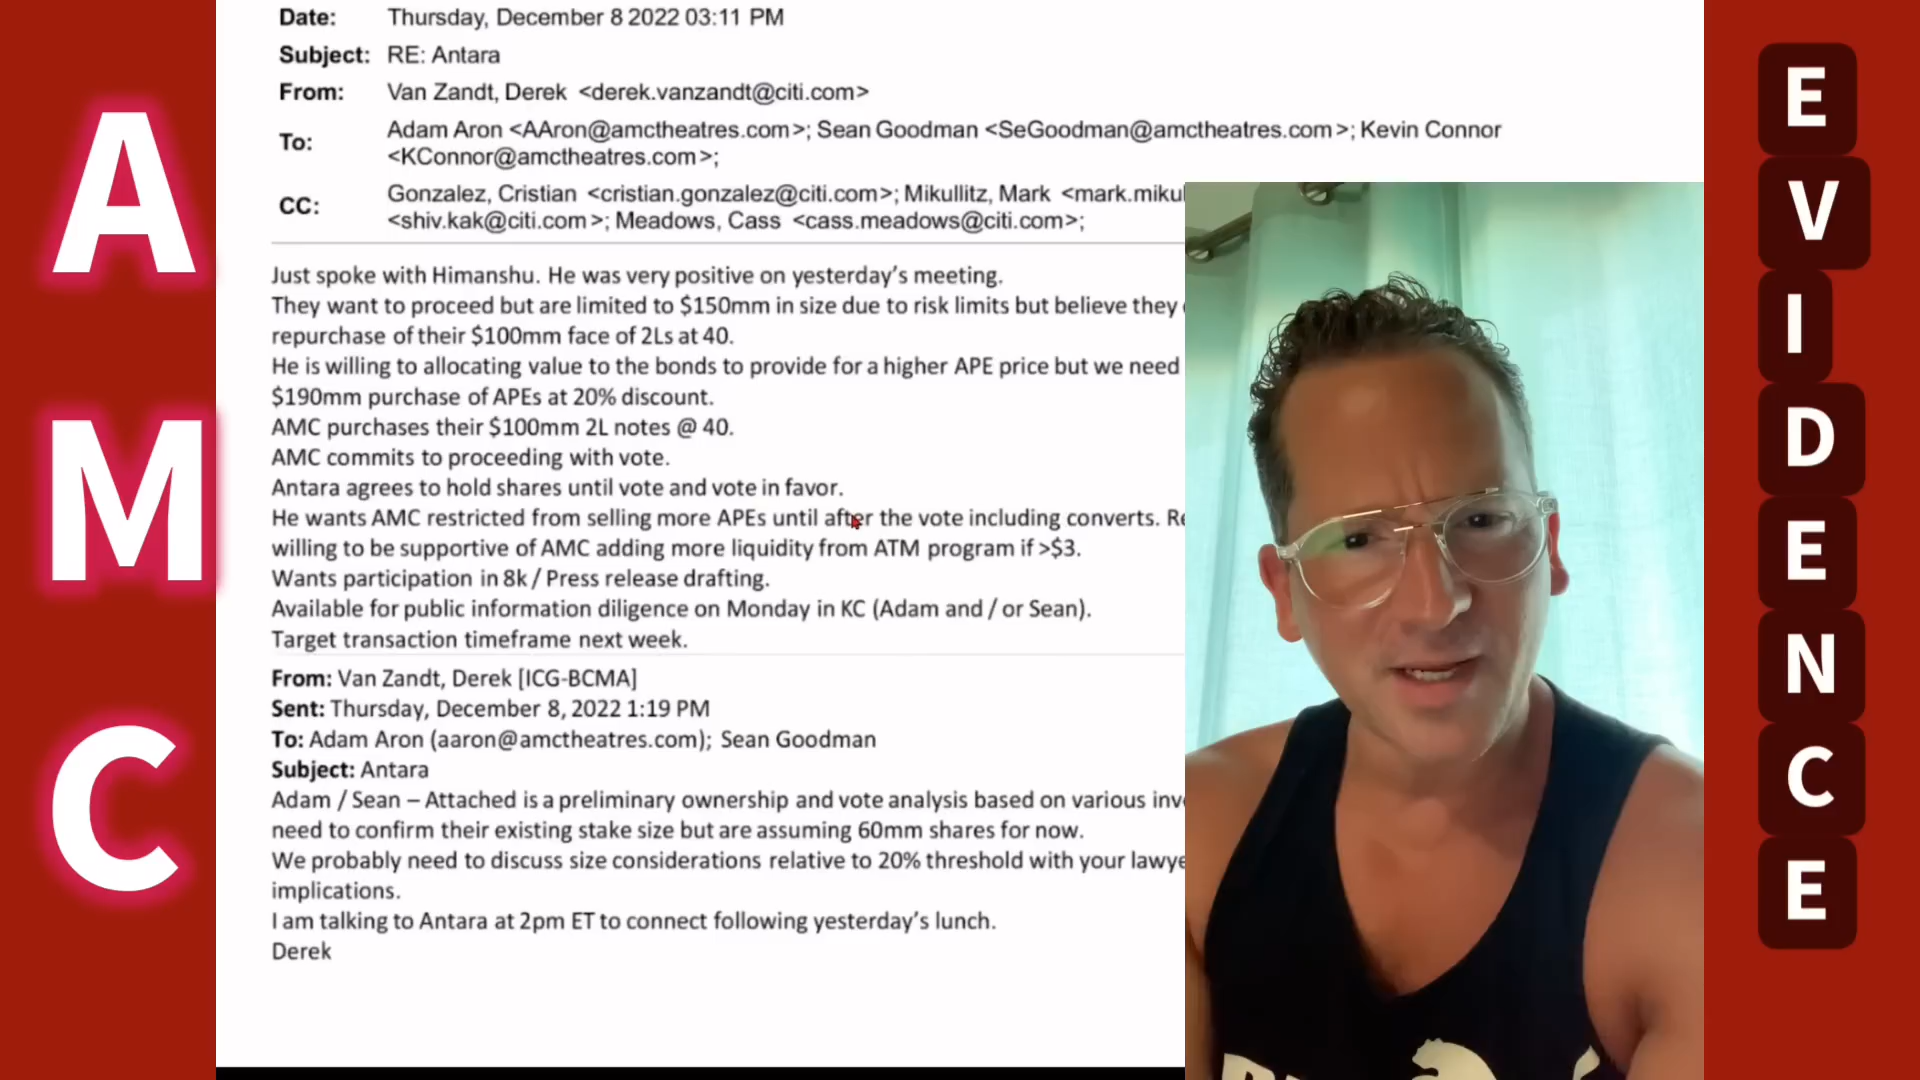 AMC
Date: Thursday, December 8 2022 03:11 PM
Subject: RE: Antara
From: Van Zandt, Derek <derek.vanzandt@citi.com>
To: Adam Aron <AAron@amctheatres.com>; Sean Goodman <SeGoodman@amctheatres.com>; Kevin Connor
<KConnor@amctheatres.com>;
CC: Gonzalez, Cristian <cristian.gonzalez@citi.com>; Mikullitz, Mark <mark.miku
<shiv.kak@citi.com>; Meadows, Cass <cass.meadows@citi.com>;
Just spoke with Himanshu. He was very positive on yesterday's meeting.
They want to proceed but are limited to $150mm in size due to risk limits but believe they
repurchase of their $100mm face of 2Ls at 40.
He is willing to allocating value to the bonds to provide for a higher APE price but we need
$190mm purchase of APEs at 20% discount.
AMC purchases their $100mm 2L notes @ 40.
AMC commits to proceeding with vote.
Antara agrees to hold shares until vote and vote in favor.
He wants AMC restricted from selling more APEs until after the vote including converts. Re
willing to be supportive of AMC adding more liquidity from ATM program if >$3.
Wants participation in 8k / Press release drafting.
Available for public information diligence on Monday in KC (Adam and / or Sean).
Target transaction timeframe next week.
From: Van Zandt, Derek [ICG-BCMA]
Sent: Thursday, December 8, 2022 1:19 PM
To: Adam Aron (aaron@amctheatres.com); Sean Goodman
Subject: Antara
Adam / Sean – Attached is a preliminary ownership and vote analysis based on various inv
need to confirm their existing stake size but are assuming 60mm shares for now.
We probably need to discuss size considerations relative to 20% threshold with your lawye
implications.
I am talking to Antara at 2pm ET to connect following yesterday's lunch.
Derek
EVIDENCE